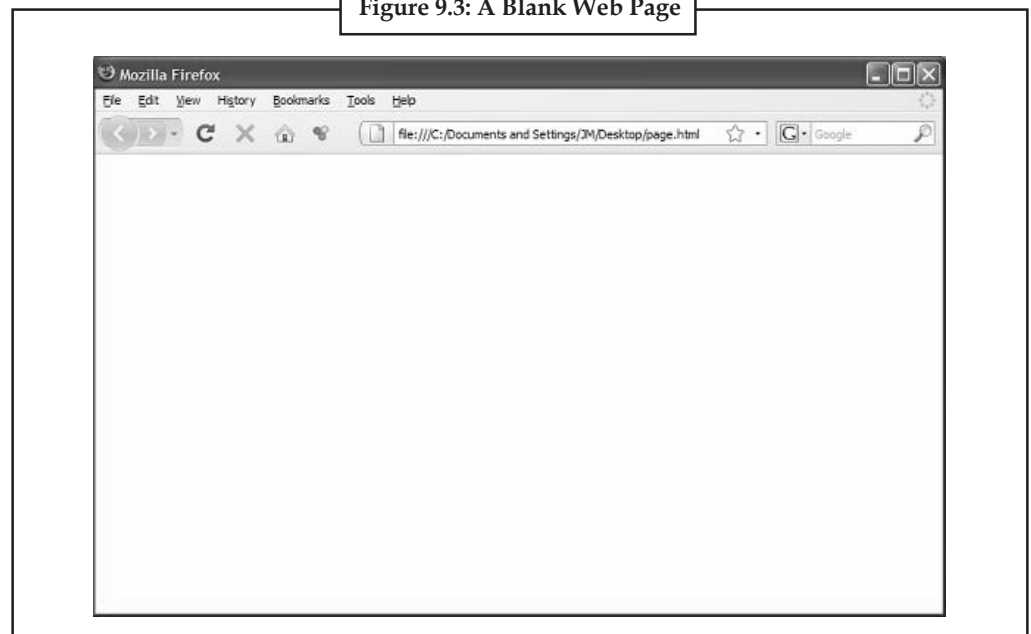 Figure 9.3: A Blank Web Page
Mozilla Firefox
File Edit View History Bookmarks Tools Help
file:///C:/Documents and Settings/JM/Desktop/page.html G Google